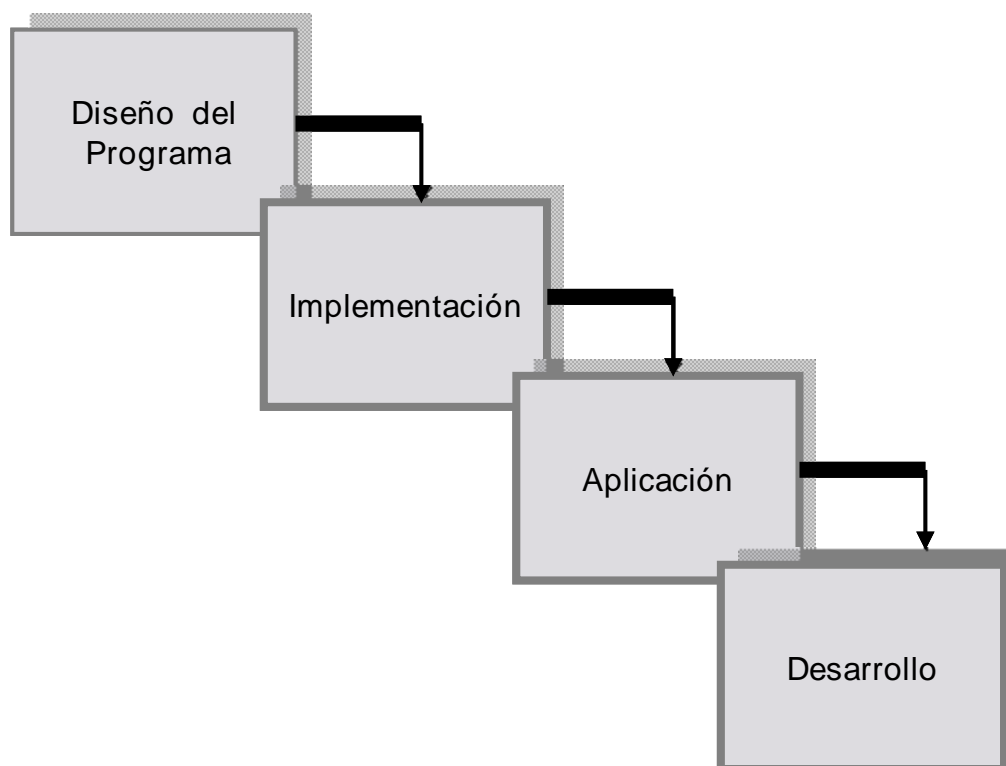 Diseño del
Programa
Implementación
Aplicación
Desarrollo